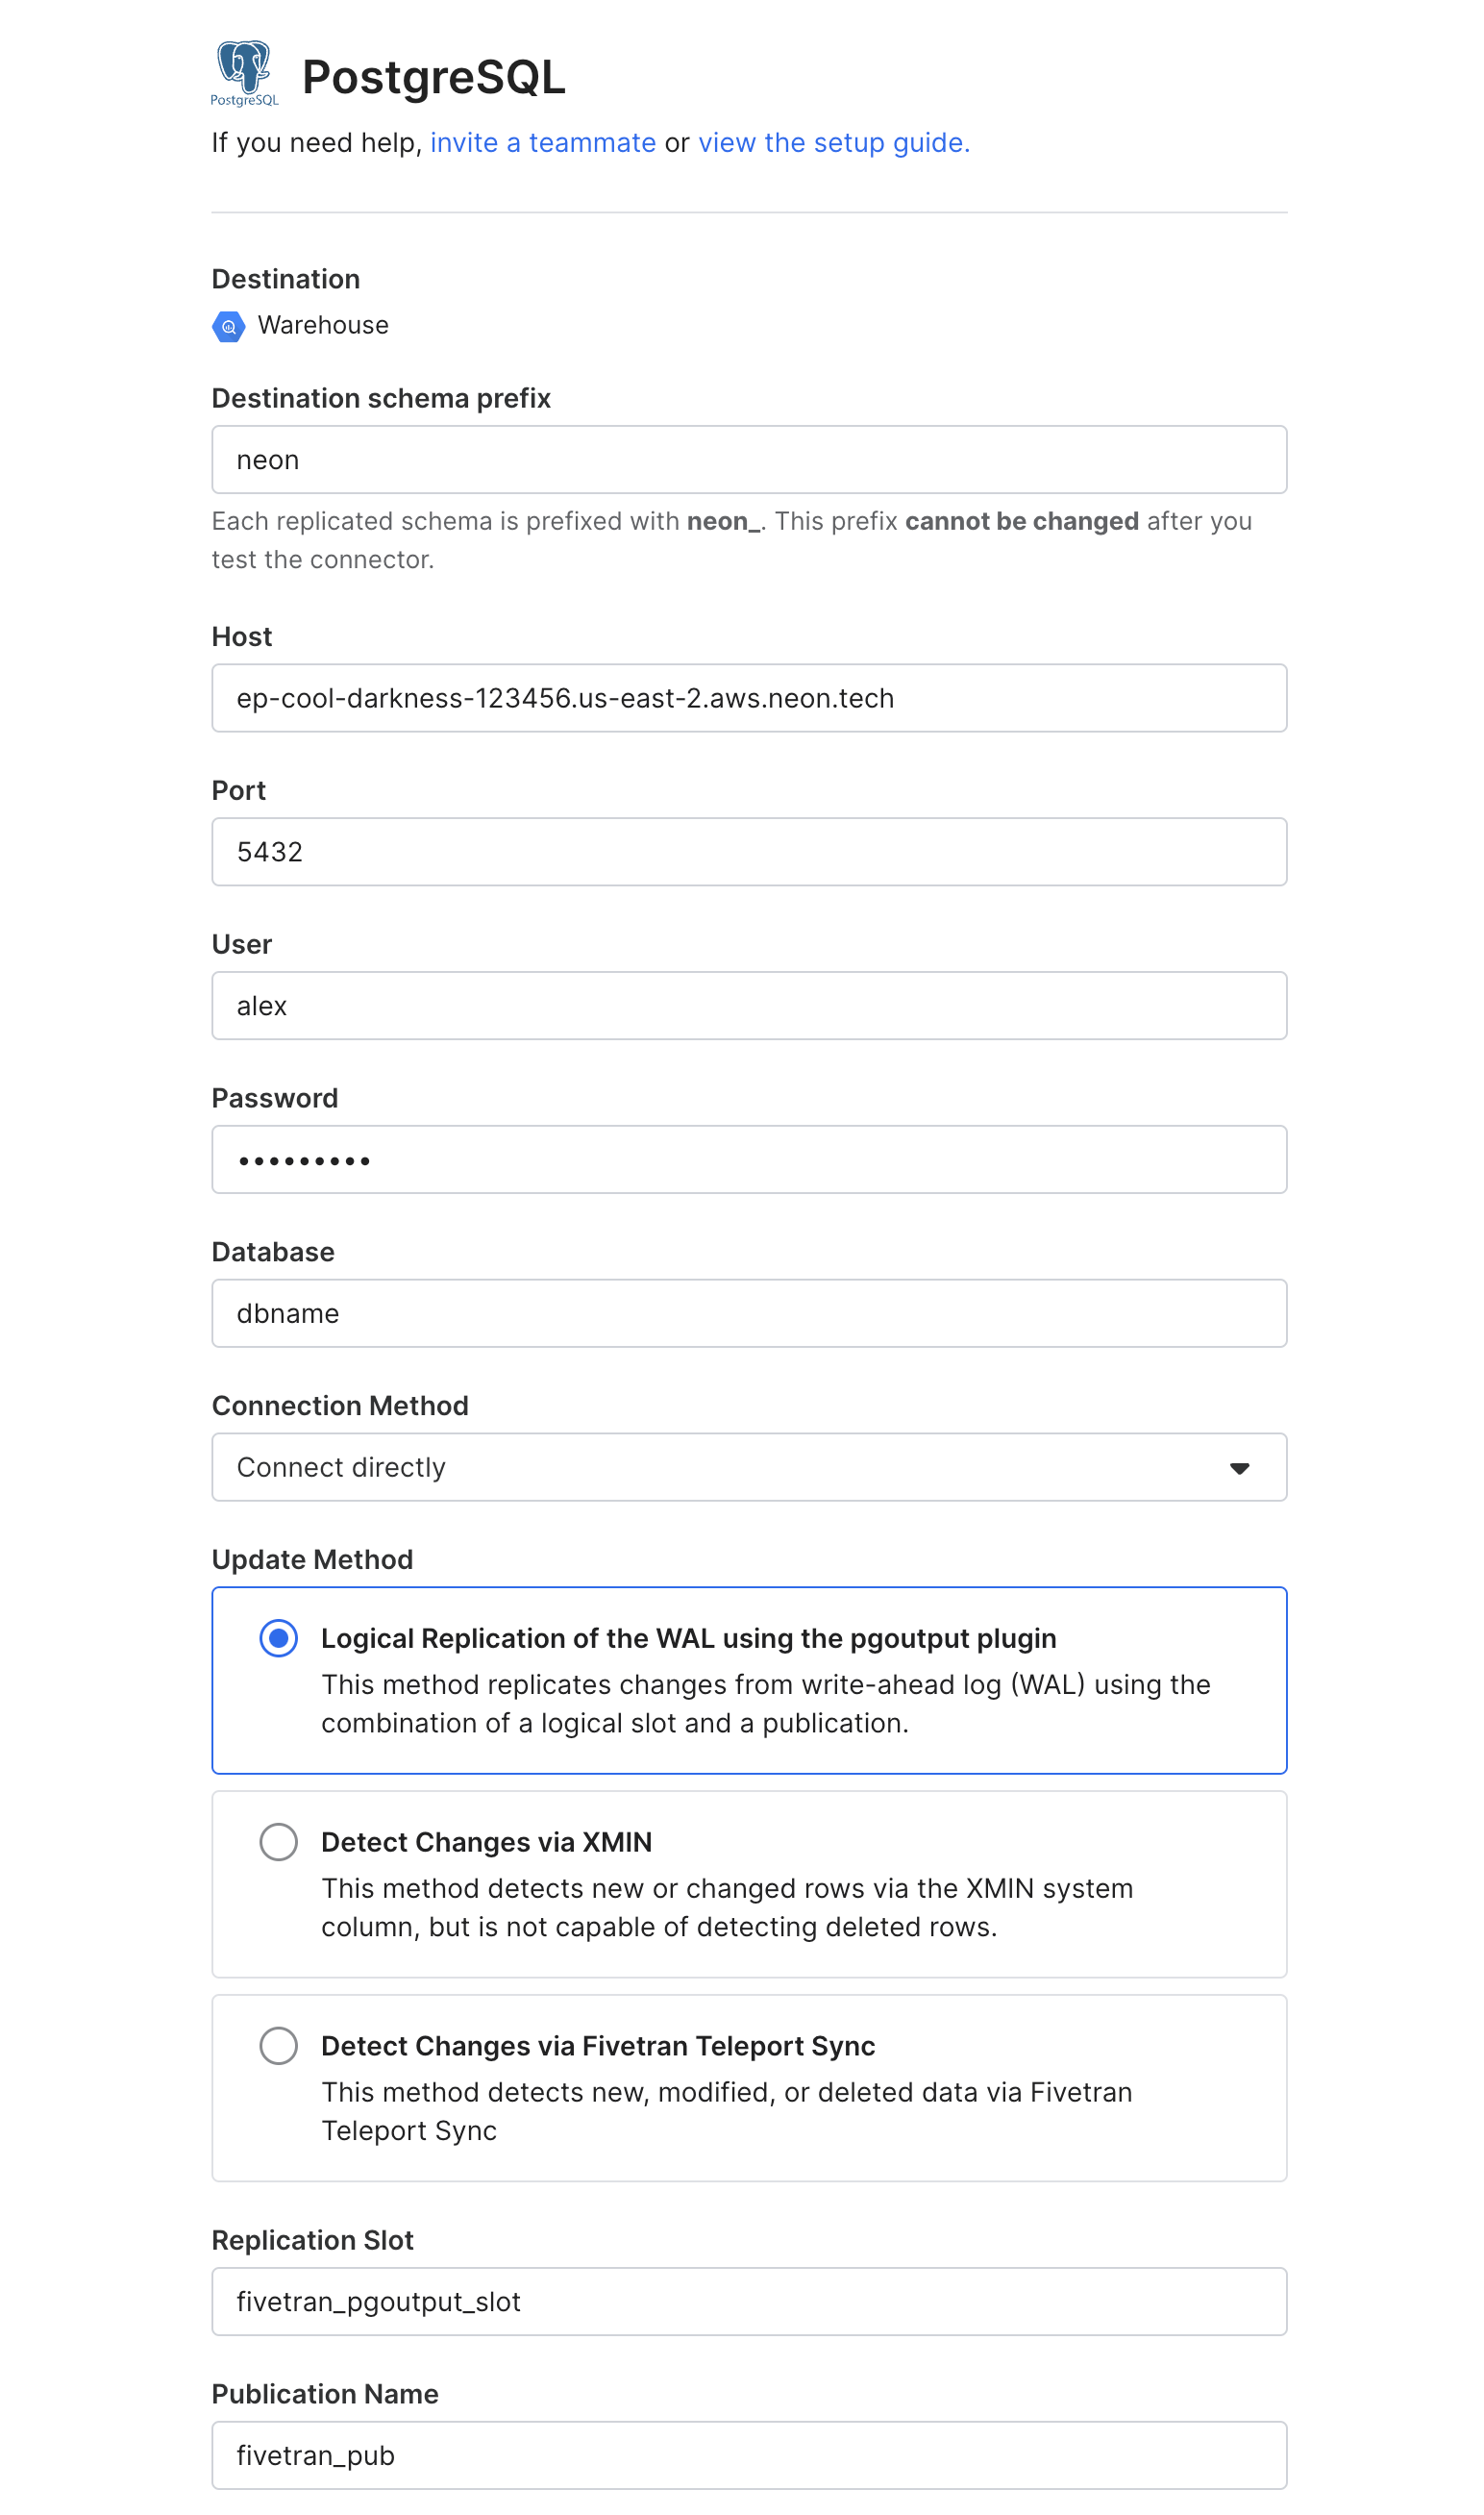 PostgreSQL
PostgreSQL
If you need help, invite a teammate or view the setup guide.
Destination
Warehouse
Destination schema prefix
neon
Each replicated schema is prefixed with neon_. This prefix cannot be changed after you
test the connector.
Host
ep-cool-darkness-123456.us-east-2.aws.neon.tech
Port
5432
User
alex
Password
•••••••••
Database
dbname
Connection Method
Connect directly
Update Method
Logical Replication of the WAL using the pgoutput plugin
This method replicates changes from write-ahead log (WAL) using the
combination of a logical slot and a publication.
Detect Changes via XMIN
This method detects new or changed rows via the XMIN system
column, but is not capable of detecting deleted rows.
Detect Changes via Fivetran Teleport Sync
This method detects new, modified, or deleted data via Fivetran
Teleport Sync
Replication Slot
fivetran_pgoutput_slot
Publication Name
fivetran_pub